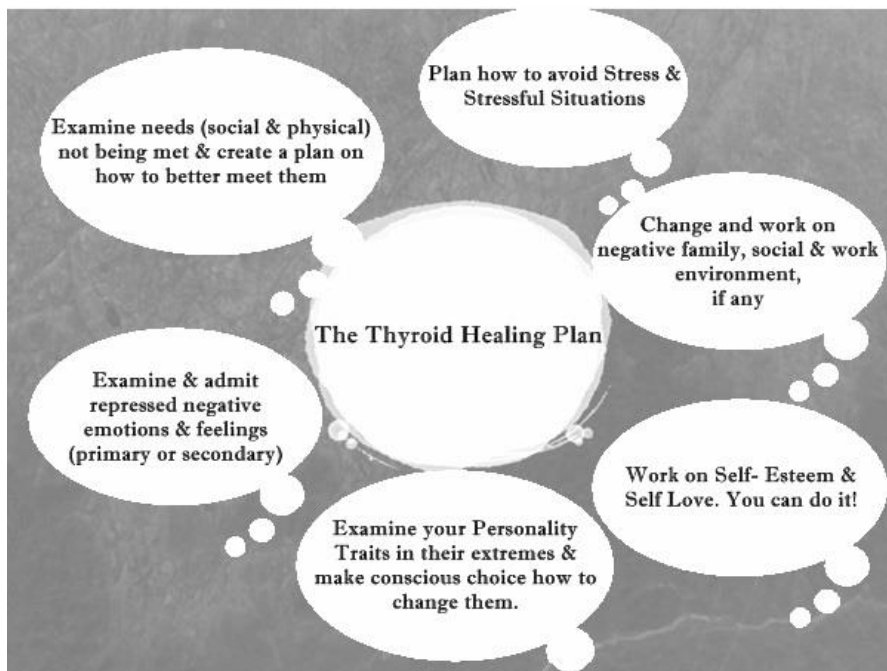 Plan how to avoid Stress &
Stressful Situations
Examine needs (social & physical)
not being met & create a plan on
how to better meet them
Change and work on
negative family, social & work
environment,
if any
The Thyroid Healing Plan
Examine & admit
repressed negative
emotions & feelings
(primary or secondary)
Work on Self- Esteem &
Self Love. You can do it!
Examine your Personality
Traits in their extremes &
make conscious choice how to
change them.